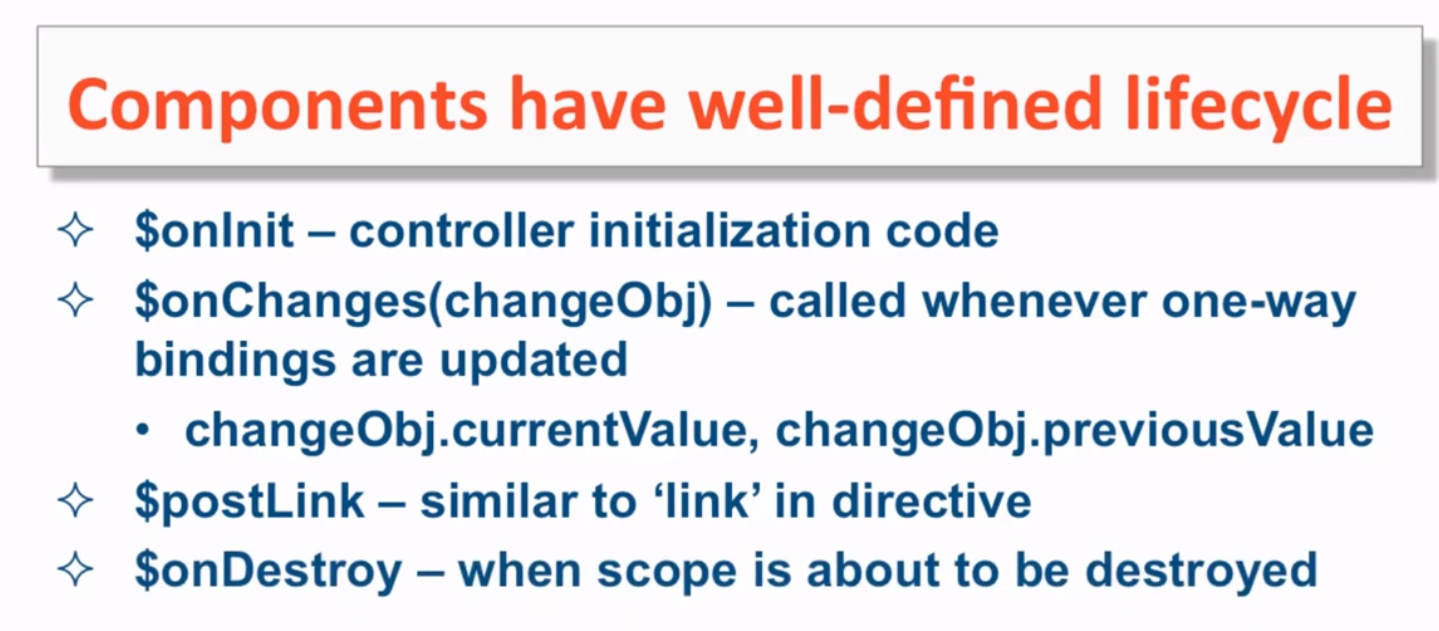 Components have well-defined lifecycle
✧ $onInit – controller initialization code
✧ $onChanges(changeObj) – called whenever one-way
bindings are updated
• changeObj.currentValue, changeObj.previousValue
✧ $postLink – similar to ‘link’ in directive
✧ $onDestroy – when scope is about to be destroyed